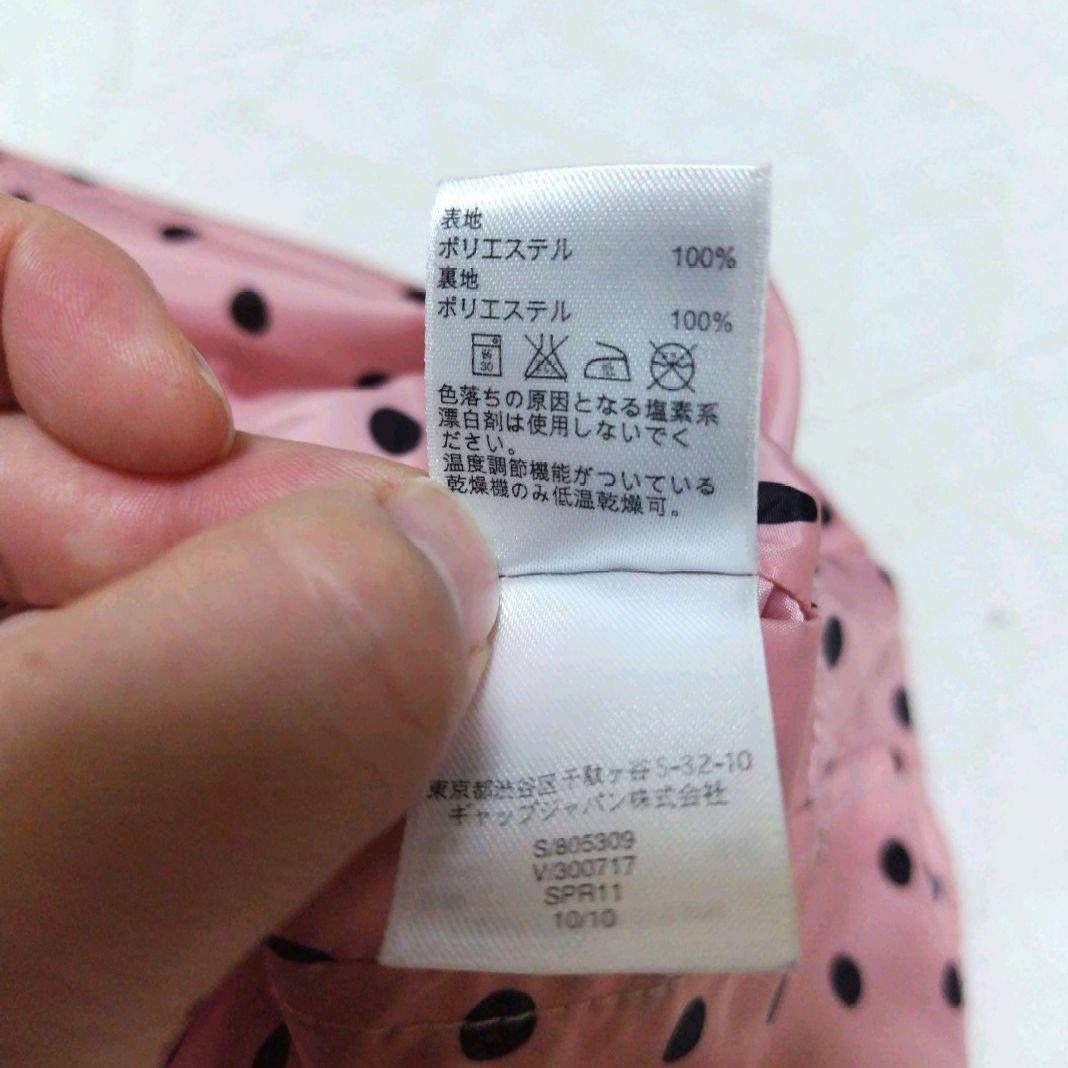 表地
ポリエステル 100%
裏地
ポリエステル 100%
30
色落ちの原因となる塩素系
漂白剤は使用しないでく
ださい。
温度調節機能がついている
乾燥機のみ低温乾燥可。
東京都渋谷区千駄ヶ谷5-32-10
ギャップジャパン株式会社
S/805309
V/300717
SPR11
10/10